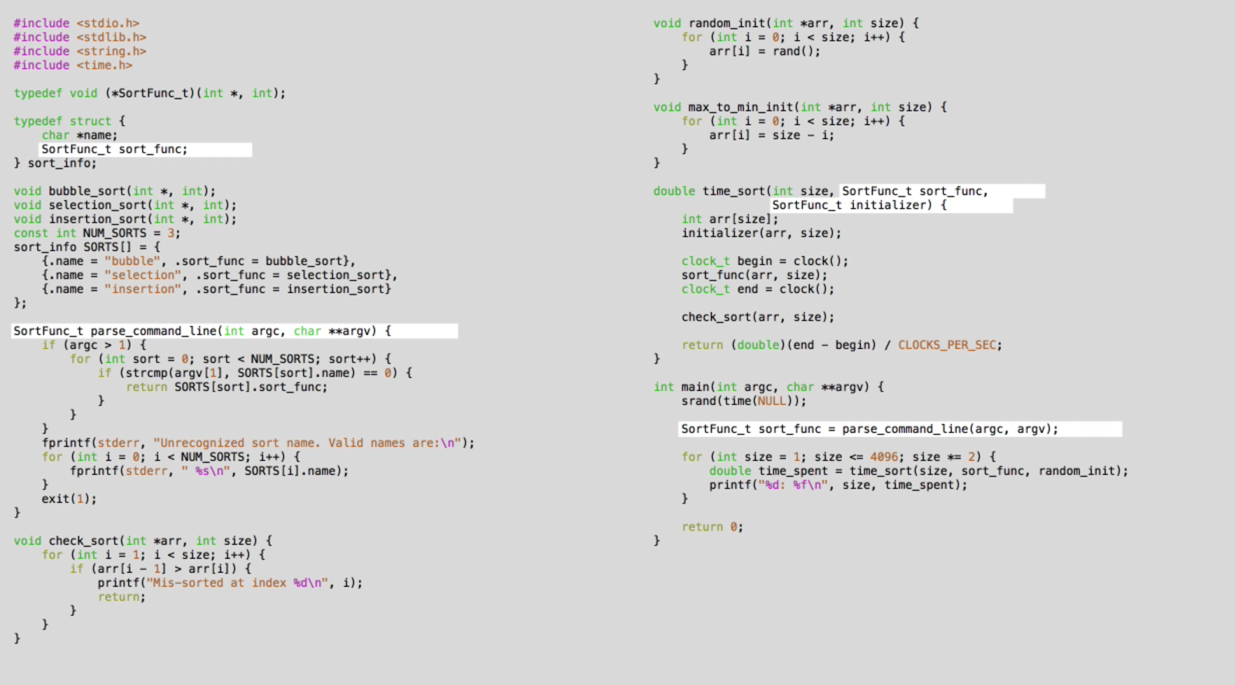 #include <stdio.h>
#include <stdlib.h>
#include <string.h>
#include <time.h>

typedef void (*SortFunc_t)(int *, int);

typedef struct {
    char *name;
    SortFunc_t sort_func;
} sort_info;

void bubble_sort(int *, int);
void selection_sort(int *, int);
void insertion_sort(int *, int);
const int NUM_SORTS = 3;
sort_info SORTS[] = {
    {.name = "bubble", .sort_func = bubble_sort},
    {.name = "selection", .sort_func = selection_sort},
    {.name = "insertion", .sort_func = insertion_sort}
};

SortFunc_t parse_command_line(int argc, char **argv) {
    if (argc > 1) {
        for (int sort = 0; sort < NUM_SORTS; sort++) {
            if (strcmp(argv[1], SORTS[sort].name) == 0) {
                return SORTS[sort].sort_func;
            }
        }
    }
    fprintf(stderr, "Unrecognized sort name. Valid names are:\n");
    for (int i = 0; i < NUM_SORTS; i++) {
        fprintf(stderr, " %s\n", SORTS[i].name);
    }
    exit(1);
}

void check_sort(int *arr, int size) {
    for (int i = 1; i < size; i++) {
        if (arr[i - 1] > arr[i]) {
            printf("Mis-sorted at index %d\n", i);
            return;
        }
    }
}

void random_init(int *arr, int size) {
    for (int i = 0; i < size; i++) {
        arr[i] = rand();
    }
}

void max_to_min_init(int *arr, int size) {
    for (int i = 0; i < size; i++) {
        arr[i] = size - i;
    }
}

double time_sort(int size, SortFunc_t sort_func,
                 SortFunc_t initializer) {
    int arr[size];
    initializer(arr, size);

    clock_t begin = clock();
    sort_func(arr, size);
    clock_t end = clock();

    check_sort(arr, size);

    return (double)(end - begin) / CLOCKS_PER_SEC;
}

int main(int argc, char **argv) {
    srand(time(NULL));

    SortFunc_t sort_func = parse_command_line(argc, argv);

    for (int size = 1; size <= 4096; size *= 2) {
        double time_spent = time_sort(size, sort_func, random_init);
        printf("%d: %f\n", size, time_spent);
    }

    return 0;
}